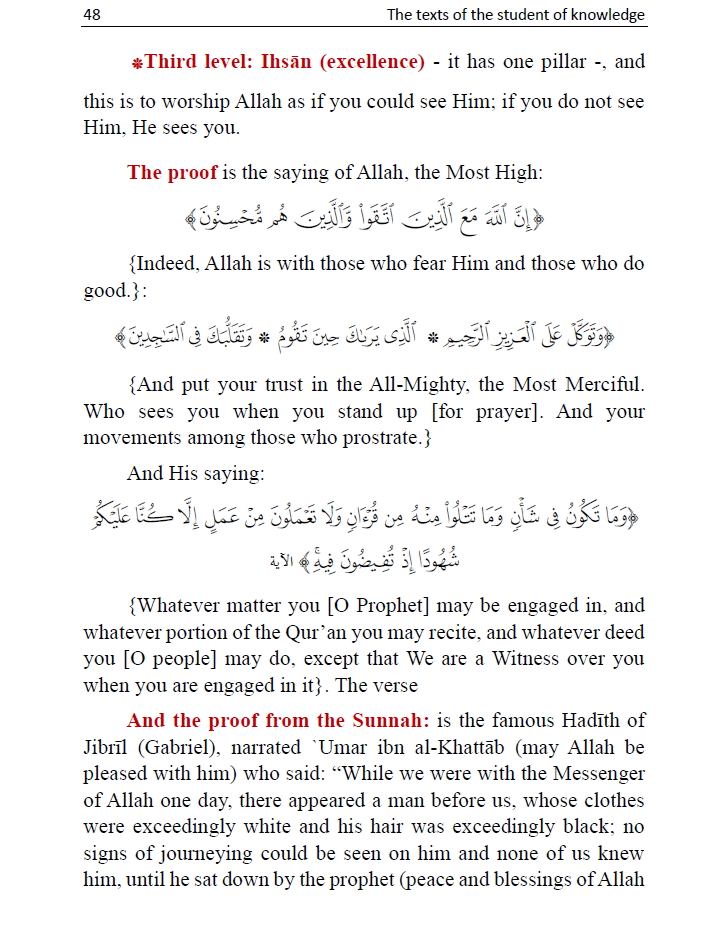 48 The texts of the student of knowledge
❃Third level: Ihsān (excellence) - it has one pillar -, and
this is to worship Allah as if you could see Him; if you do not see
Him, He sees you.
The proof is the saying of Allah, the Most High:
﴿إِنَّ ٱللَّهَ مَعَ ٱلَّذِينَ ٱتَّقَواْ وَّٱلَّذِينَ هُم مُّحۡسِنُونَ﴾
{Indeed, Allah is with those who fear Him and those who do
good.}:
﴿وَتَوَكَّلۡ عَلَى ٱلۡعَزِيزِ ٱلرَّحِيمِ ❃ ٱلَّذِي يَرَىٰكَ حِينَ تَقُومُ ❃ وَتَقَلُّبَكَ فِي ٱلسَّٰجِدِينَ﴾
{And put your trust in the All-Mighty, the Most Merciful.
Who sees you when you stand up [for prayer]. And your
movements among those who prostrate.}
And His saying:
﴿وَمَا تَكُونُ فِي شَأۡنٖ وَمَا تَتۡلُواْ مِنۡهُ مِن قُرۡءَانٖ وَلَا تَعۡمَلُونَ مِنۡ عَمَلٍ إِلَّا كُنَّا عَلَيۡكُمۡ
شُهُودًا إِذۡ تُفِيضُونَ فِيهِۚ﴾ الآية
{Whatever matter you [O Prophet] may be engaged in, and
whatever portion of the Qur’an you may recite, and whatever deed
you [O people] may do, except that We are a Witness over you
when you are engaged in it}. The verse
And the proof from the Sunnah: is the famous Hadīth of
Jibrīl (Gabriel), narrated `Umar ibn al-Khattāb (may Allah be
pleased with him) who said: “While we were with the Messenger
of Allah one day, there appeared a man before us, whose clothes
were exceedingly white and his hair was exceedingly black; no
signs of journeying could be seen on him and none of us knew
him, until he sat down by the prophet (peace and blessings of Allah